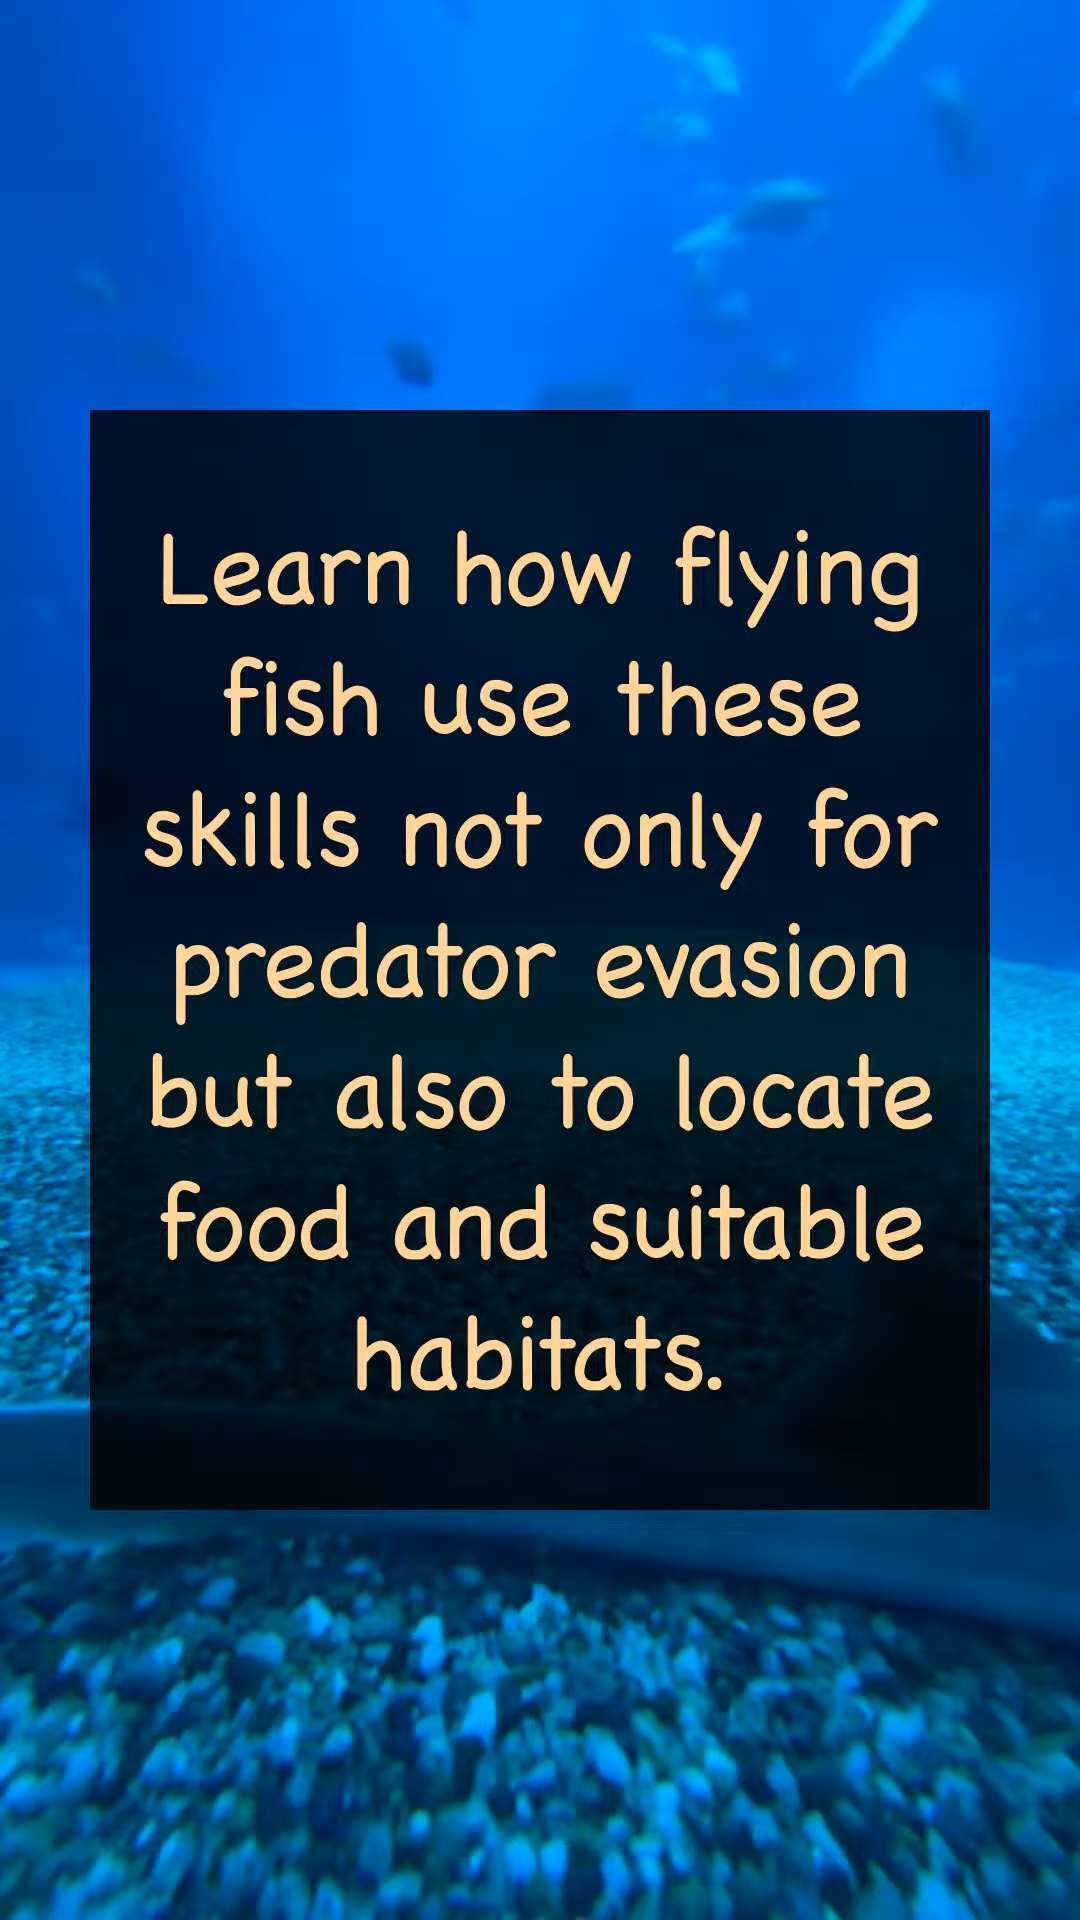 Learn how flying
fish use these
skills not only for
predator evasion
but also to locate
food and suitable
habitats.